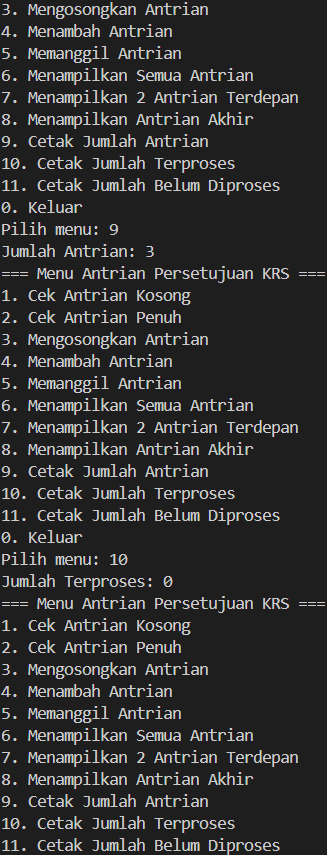 3. Mengosongkan Antrian
4. Menambah Antrian
5. Memanggil Antrian
6. Menampilkan Semua Antrian
7. Menampilkan 2 Antrian Terdepan
8. Menampilkan Antrian Akhir
9. Cetak Jumlah Antrian
10. Cetak Jumlah Terproses
11. Cetak Jumlah Belum Diproses
0. Keluar
Pilih menu: 9
Jumlah Antrian: 3
=== Menu Antrian Persetujuan KRS ===
1. Cek Antrian Kosong
2. Cek Antrian Penuh
3. Mengosongkan Antrian
4. Menambah Antrian
5. Memanggil Antrian
6. Menampilkan Semua Antrian
7. Menampilkan 2 Antrian Terdepan
8. Menampilkan Antrian Akhir
9. Cetak Jumlah Antrian
10. Cetak Jumlah Terproses
11. Cetak Jumlah Belum Diproses
0. Keluar
Pilih menu: 10
Jumlah Terproses: 0
=== Menu Antrian Persetujuan KRS ===
1. Cek Antrian Kosong
2. Cek Antrian Penuh
3. Mengosongkan Antrian
4. Menambah Antrian
5. Memanggil Antrian
6. Menampilkan Semua Antrian
7. Menampilkan 2 Antrian Terdepan
8. Menampilkan Antrian Akhir
9. Cetak Jumlah Antrian
10. Cetak Jumlah Terproses
11. Cetak Jumlah Belum Diproses